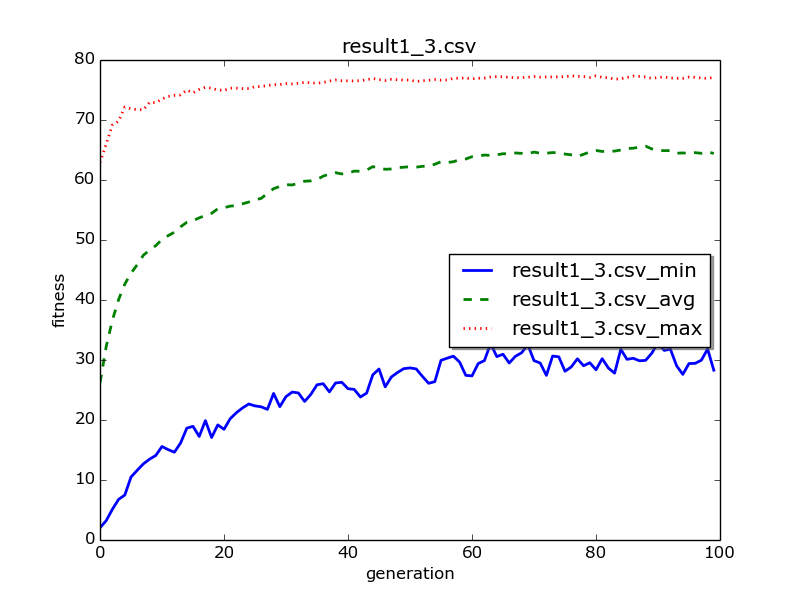 result1_3.csv
80
70
60
50
40
30
20
10
0
fitness
result1_3.csv_min
result1_3.csv_avg
result1_3.csv_max
0 20 40 60 80 100
generation